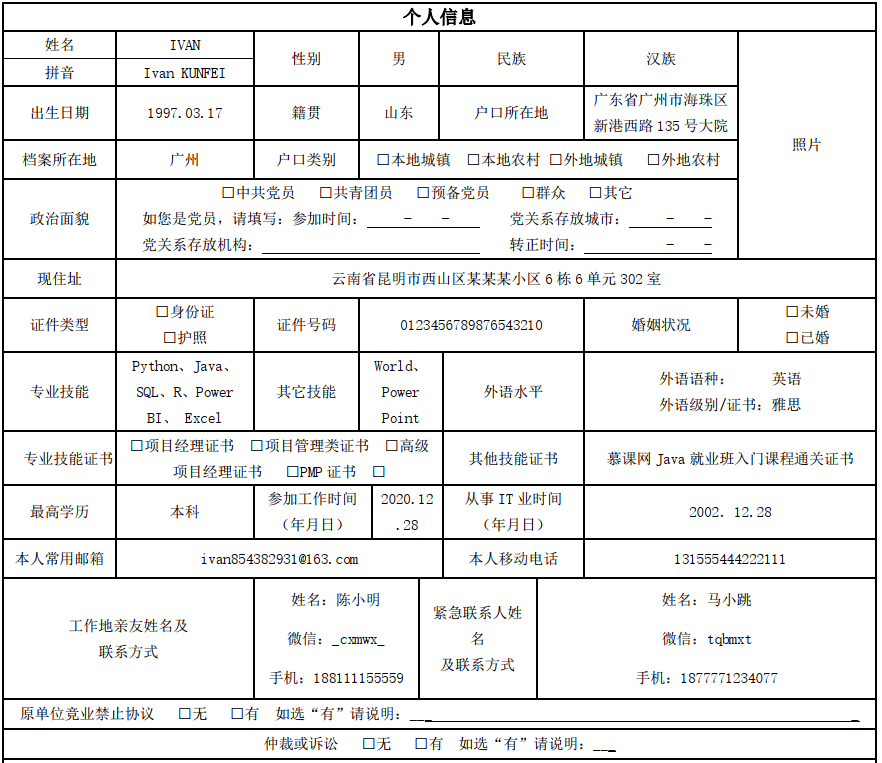 个人信息
姓名 IVAN 性别 男 民族 汉族 照片
拼音 Ivan KUNFEI
出生日期 1997.03.17 籍贯 山东 户口所在地 广东省广州市海珠区
新港西路 135 号大院
档案所在地 广州 户口类别 □本地城镇 □本地农村 □外地城镇 □外地农村
政治面貌 □中共党员 □共青团员 □预备党员 □群众 □其它
如您是党员，请填写：参加时间： － － 党关系存放城市： － －
党关系存放机构： 转正时间： － －
现住址 云南省昆明市西山区某某某小区 6 栋 6 单元 302 室
证件类型 □身份证 证件号码 0123456789876543210 婚姻状况 □未婚
□护照 □已婚
专业技能 Python、Java、 其它技能 World、 外语水平 外语语种： 英语
SQL、R、Power Power 外语级别/证书：雅思
BI、 Excel Point
专业技能证书 □项目经理证书 □项目管理类证书 □高级 其他技能证书 慕课网 Java 就业班入门课程通关证书
项目经理证书 □PMP 证书 □
最高学历 本科 参加工作时间 2020.12 从事 IT 业时间 2002. 12.28
（年月日） .28 （年月日）
本人常用邮箱 ivan854382931@163.com 本人移动电话 131555444222111
工作地亲友姓名及 姓名：陈小明 紧急联系人姓 姓名：马小跳
联系方式 微信：_cxmwx_ 名 微信：tqbmxt
手机：188111155559 及联系方式 手机：1877771234077
原单位竞业禁止协议 □无 □有 如选“有”请说明：__
仲裁或诉讼 □无 □有 如选“有”请说明：___